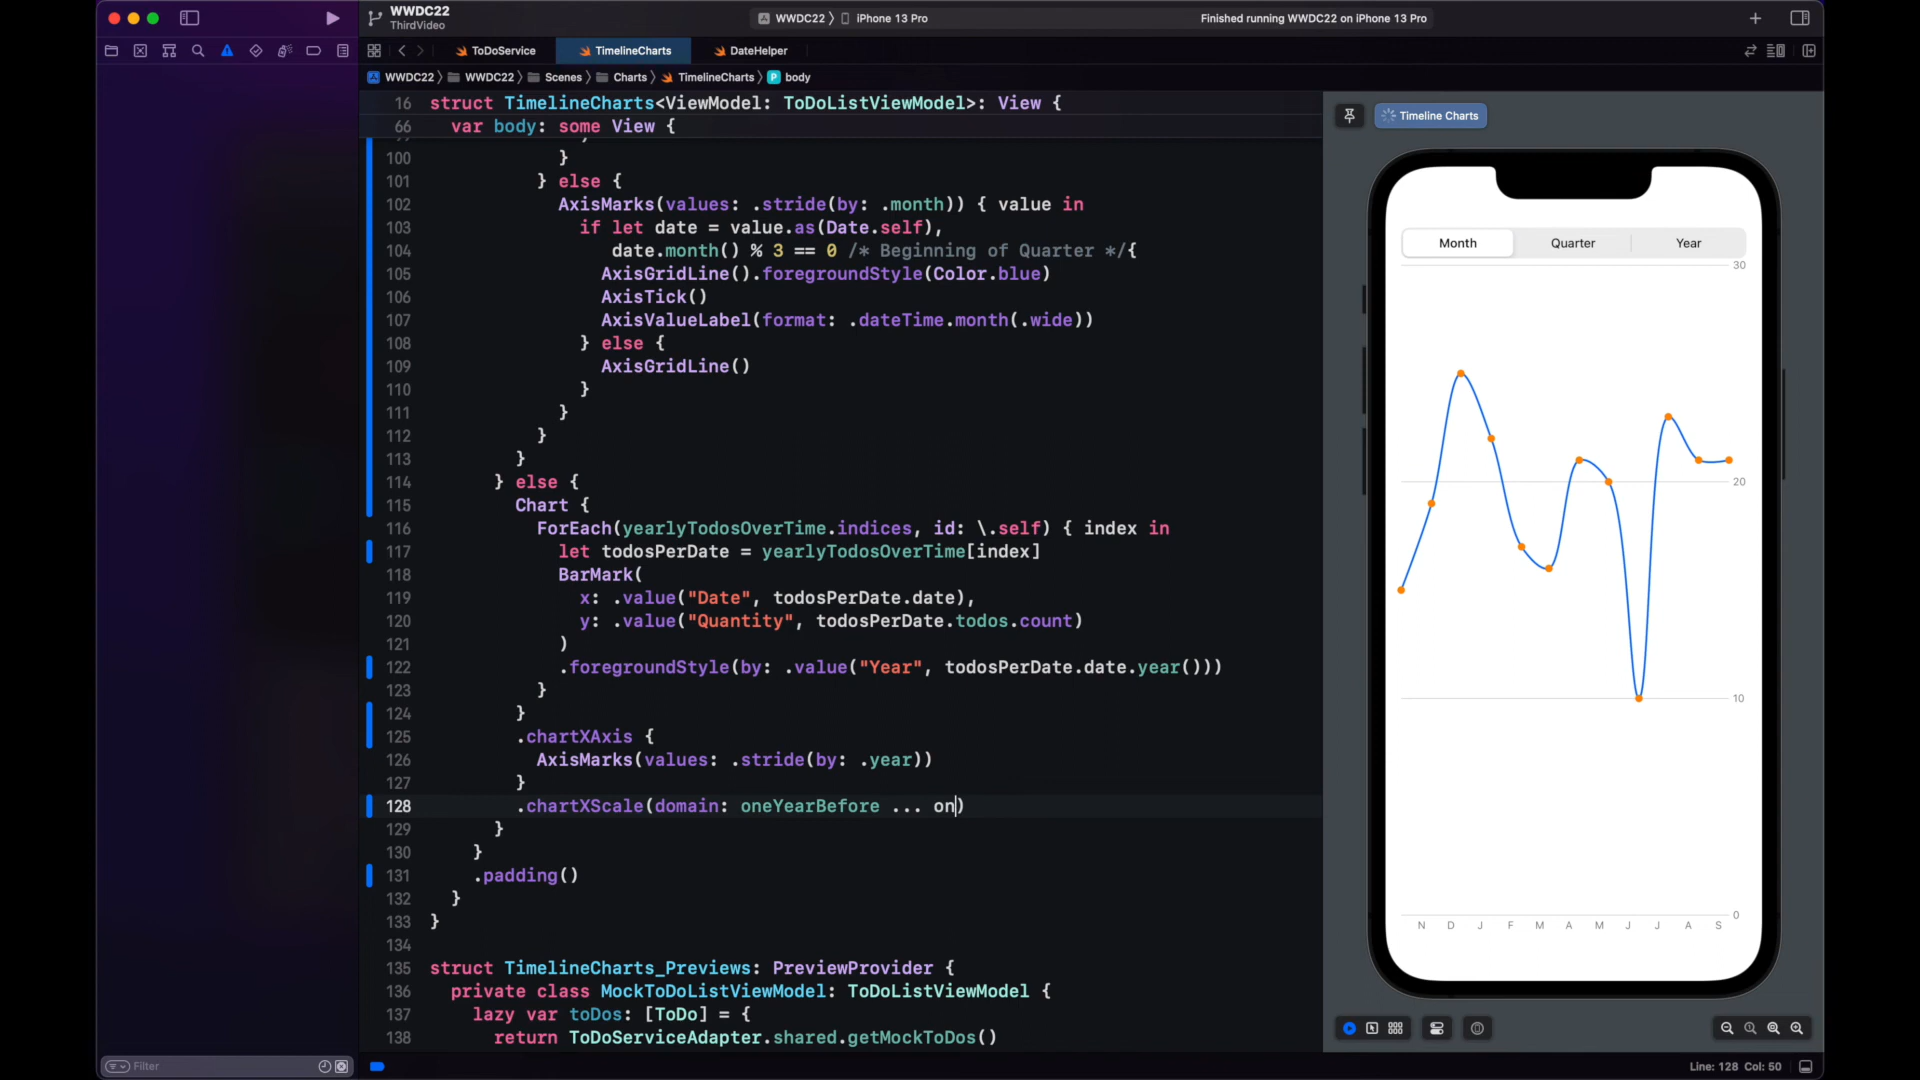 WWDC22
ThirdVideo
WWDC22 〉 iPhone 13 Pro
Finished running WWDC22 on iPhone 13 Pro
ToDoService
TimelineCharts
DateHelper
WWDC22 〉 WWDC22 〉 Scenes 〉 Charts 〉 TimelineCharts 〉 P body
16 struct TimelineCharts<ViewModel: ToDoListViewModel>: View {
66 var body: some View {
100 }
101 } else {
102 AxisMarks(values: .stride(by: .month)) { value in
103 if let date = value.as(Date.self),
104 date.month() % 3 == 0 /* Beginning of Quarter */{
105 AxisGridLine().foregroundStyle(Color.blue)
106 AxisTick()
107 AxisValueLabel(format: .dateTime.month(.wide))
108 } else {
109 AxisGridLine()
110 }
111 }
112 }
113 }
114 } else {
115 Chart {
116 ForEach(yearlyTodosOverTime.indices, id: \.self) { index in
117 let todosPerDate = yearlyTodosOverTime[index]
118 BarMark(
119 x: .value("Date", todosPerDate.date),
120 y: .value("Quantity", todosPerDate.todos.count)
121 )
122 .foregroundStyle(by: .value("Year", todosPerDate.date.year()))
123 }
124 }
125 .chartXAxis {
126 AxisMarks(values: .stride(by: .year))
127 }
128 .chartXScale(domain: oneYearBefore ... on)
129 }
130 }
131 .padding()
132 }
133 }
134
135 struct TimelineCharts_Previews: PreviewProvider {
136 private class MockToDoListViewModel: ToDoListViewModel {
137 lazy var toDos: [ToDo] = {
138 return ToDoServiceAdapter.shared.getMockToDos()
Timeline Charts
Month Quarter Year
30
20
10
0
N D J F M A M J J A S
Filter
Line: 128 Col: 50